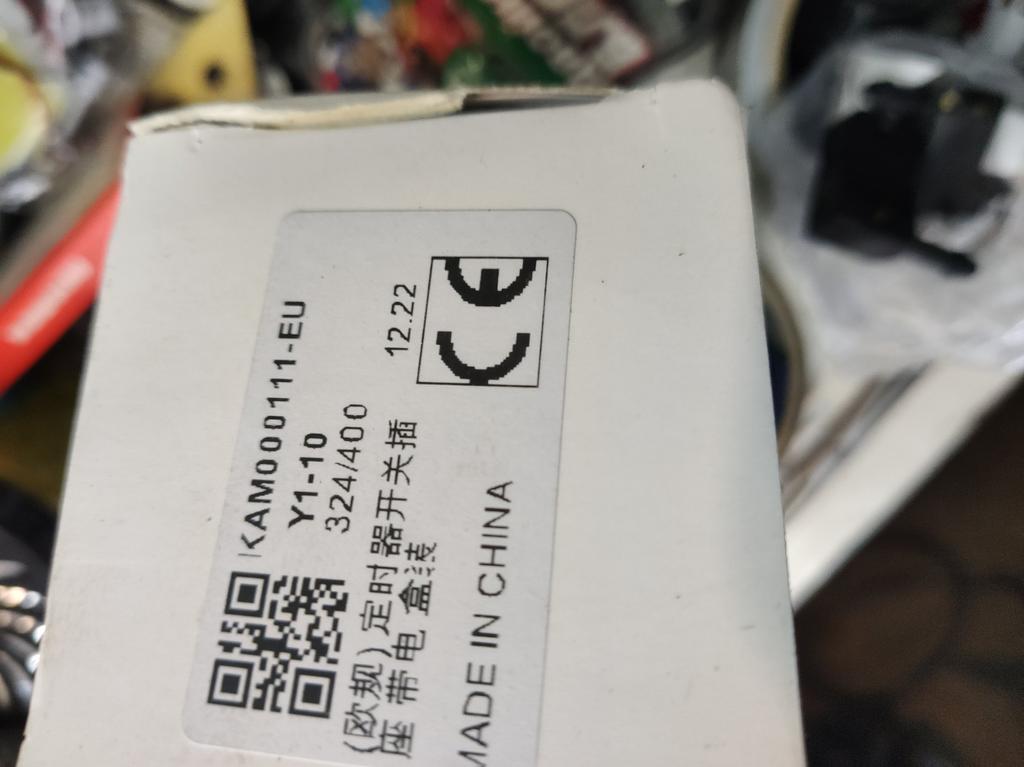 KAM000111-EU
Y1-10
324/400
12.22
(欧规)定时器开关插
座 带电 盒装
MADE IN CHINA
CE